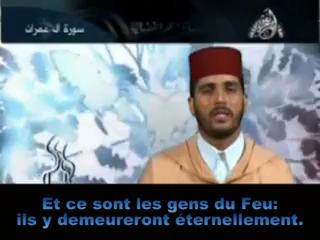 سورة آل عمران
Et ce sont les gens du Feu:
ils y demeureront éternellement.